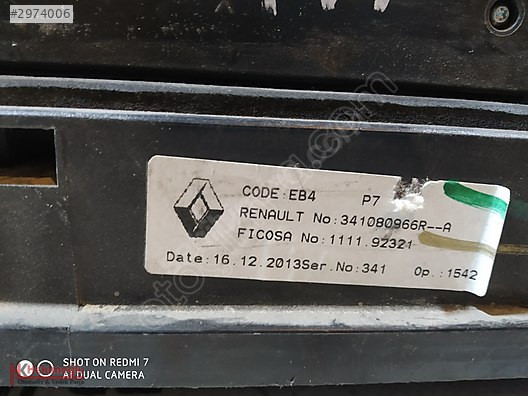 #2974006
CODE:EB4 P7
RENAULT No:341080966R--A
FICOSA No:1111.92321
Date:16.12.2013Ser.No:341 Op.:1542
SHOT ON REDMI 7
AI DUAL CAMERA